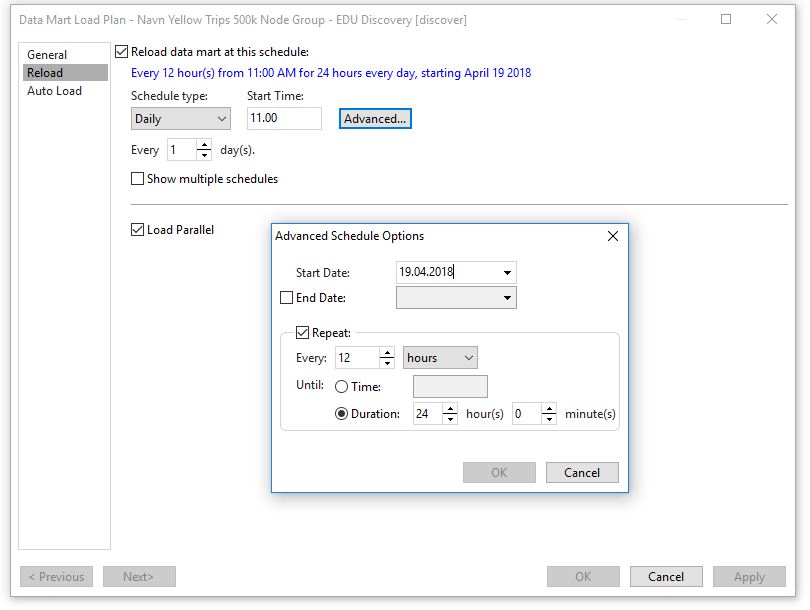 Data Mart Load Plan - Navn Yellow Trips 500k Node Group - EDU Discovery [discover]
General
Reload
Auto Load
Reload data mart at this schedule:
Every 12 hour(s) from 11:00 AM for 24 hours every day, starting April 19 2018
Schedule type: Start Time:
Daily 11.00 Advanced...
Every 1 day(s).
Show multiple schedules
Load Parallel
Advanced Schedule Options
Start Date: 19.04.2018
End Date:
Repeat:
Every: 12 hours
Until: Time:
Duration: 24 hour(s) 0 minute(s)
OK Cancel
< Previous Next> OK Cancel Apply